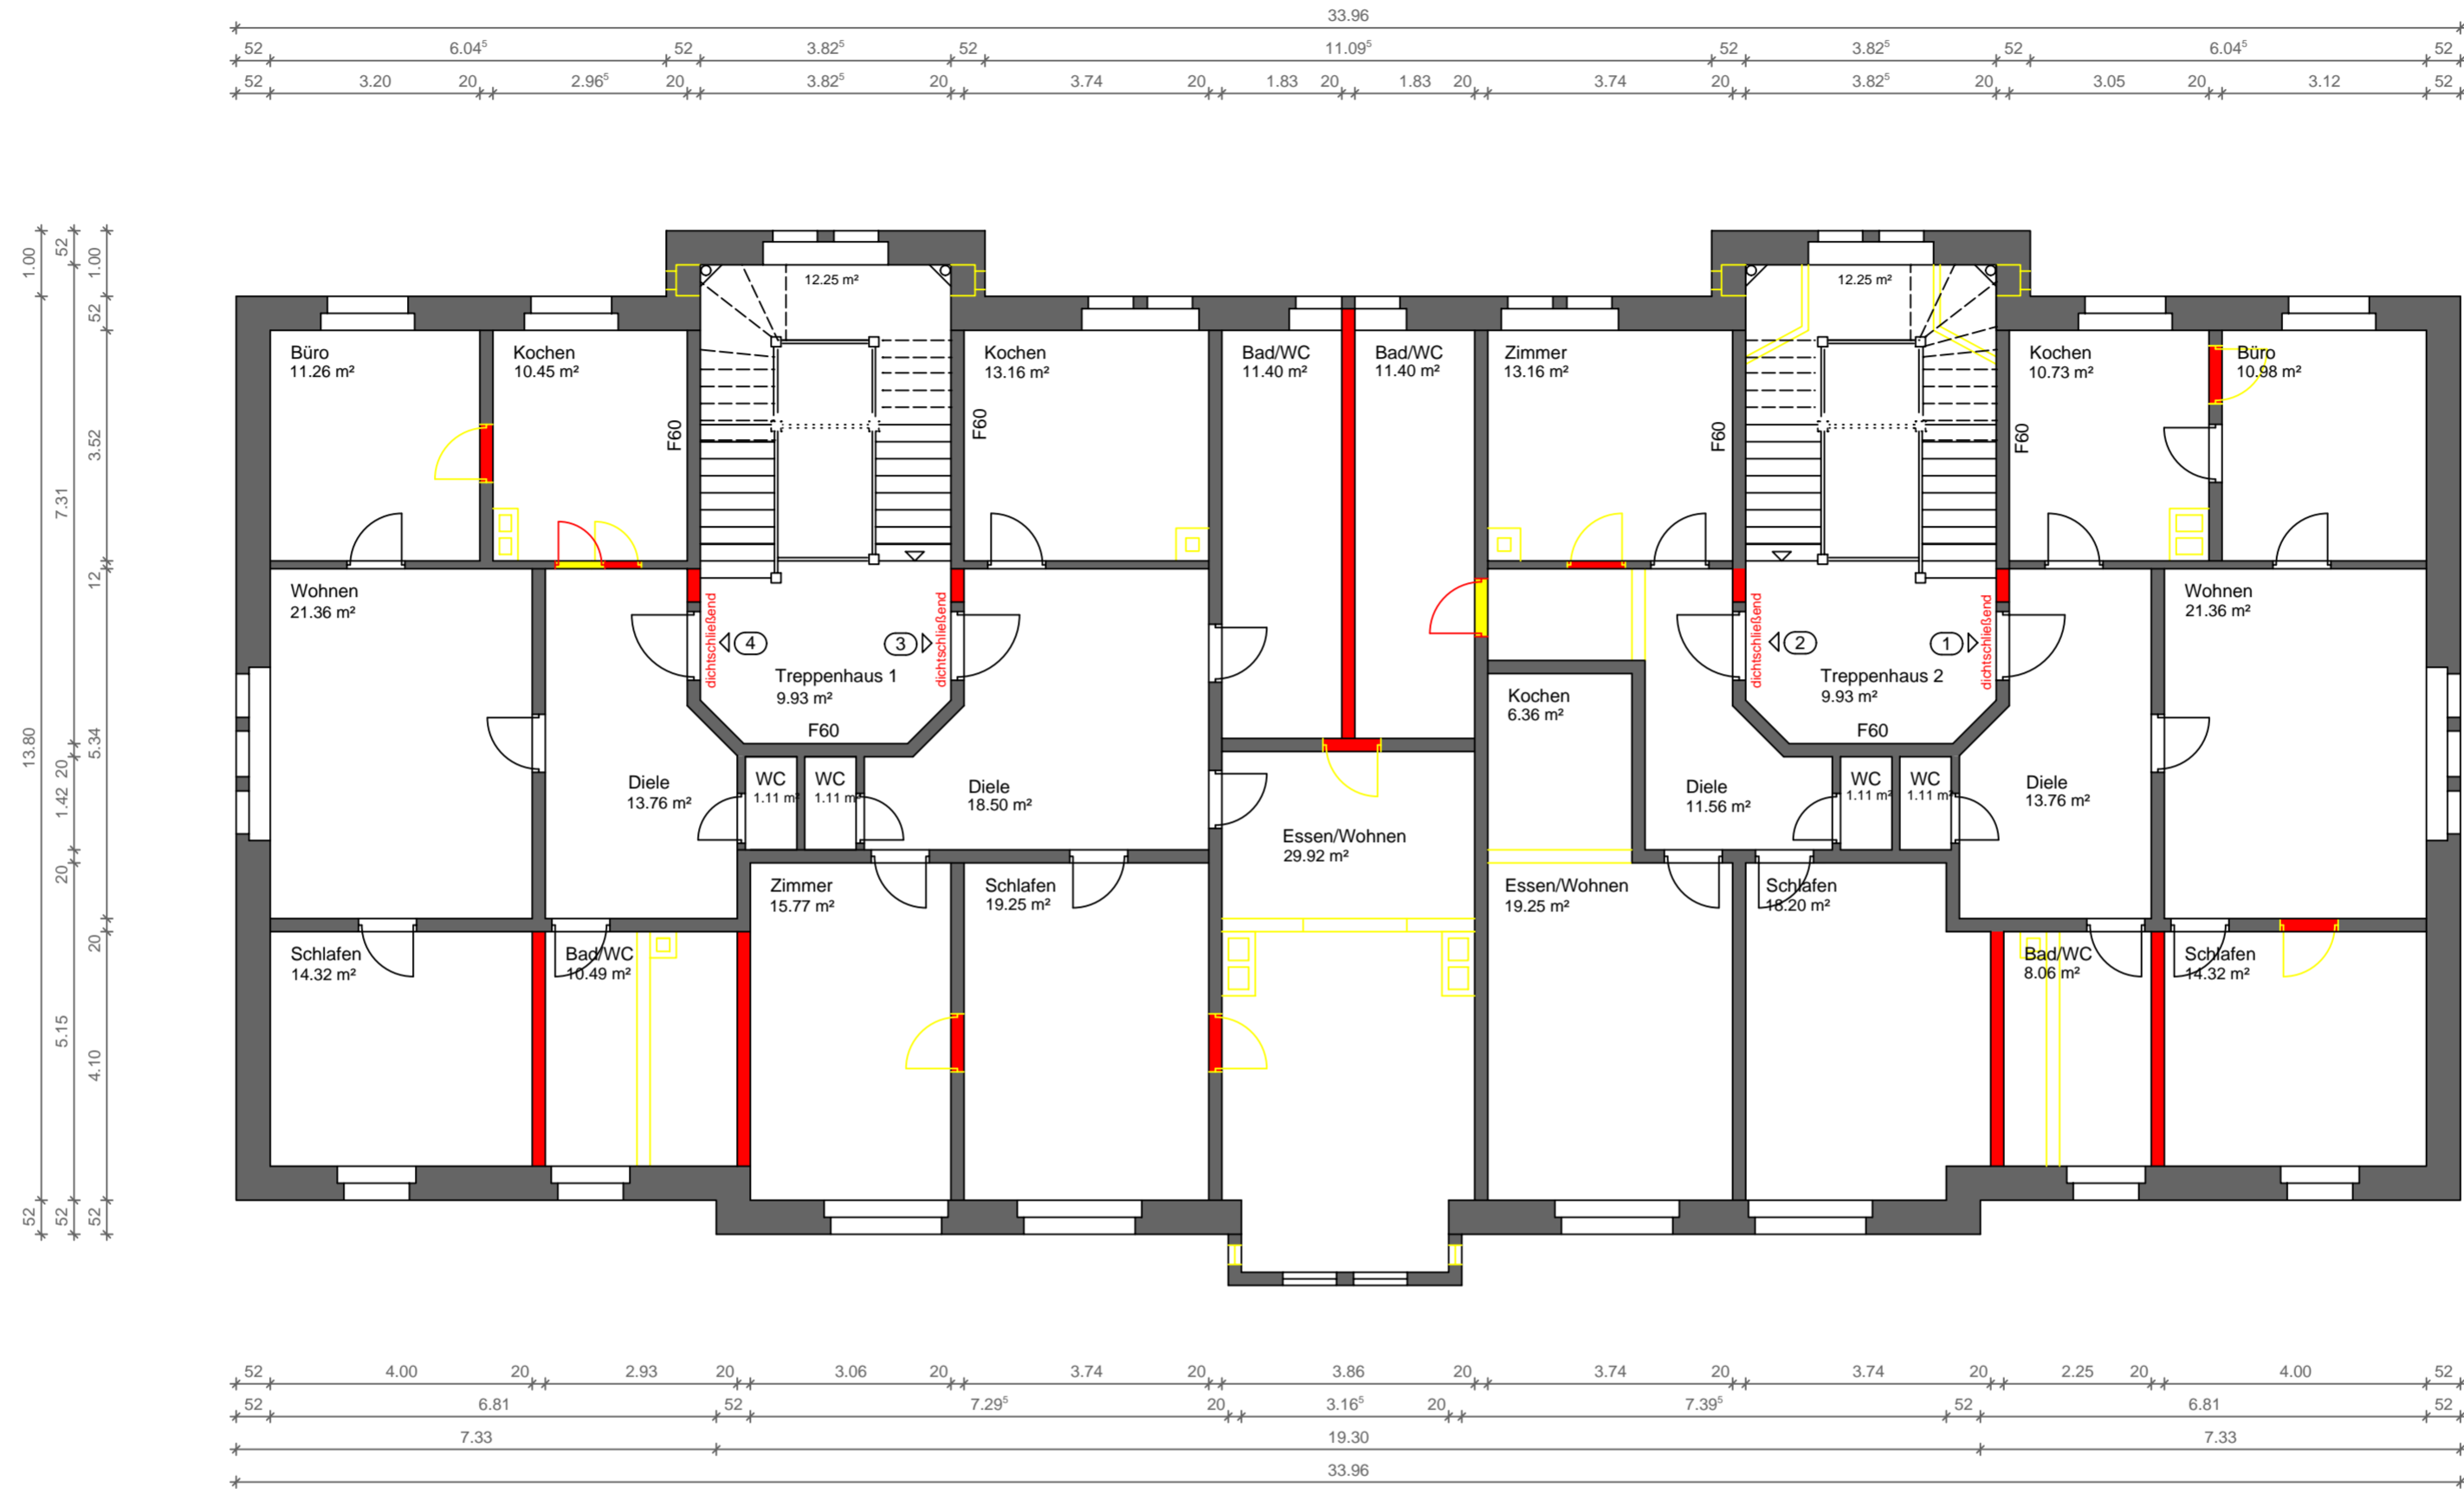 33.96
52 6.04⁵ 52 3.82⁵ 52 11.09⁵ 52 3.82⁵ 52 6.04⁵ 52
52 3.20 20 2.96⁵ 20 3.82⁵ 20 3.74 20 1.83 20 1.83 20 3.74 20 3.82⁵ 20 3.05 20 3.12 52
1.00
13.80
52
52
7.31
20
1.42
20
5.15
52
1.00
52
3.52
12
5.34
20
4.10
52
12.25 m²
12.25 m²
Büro
11.26 m²
Kochen
10.45 m²
F60
Kochen
13.16 m²
F60
Bad/WC
11.40 m²
Bad/WC
11.40 m²
Zimmer
13.16 m²
F60
Kochen
10.73 m²
F60
Büro
10.98 m²
Wohnen
21.36 m²
dichtschließend
4
3
dichtschließend
Treppenhaus 1
9.93 m²
F60
dichtschließend
2
1
dichtschließend
Treppenhaus 2
9.93 m²
F60
Wohnen
21.36 m²
Kochen
6.36 m²
Diele
13.76 m²
WC
1.11 m²
WC
1.11 m²
Diele
18.50 m²
Essen/Wohnen
29.92 m²
Diele
11.56 m²
WC
1.11 m²
WC
1.11 m²
Diele
13.76 m²
Zimmer
15.77 m²
Schlafen
19.25 m²
Essen/Wohnen
19.25 m²
Schlafen
18.20 m²
Schlafen
14.32 m²
Bad/WC
10.49 m²
Bad/WC
8.06 m²
Schlafen
14.32 m²
52 4.00 20 2.93 20 3.06 20 3.74 20 3.86 20 3.74 20 3.74 20 2.25 20 4.00 52
52 6.81 52 7.29⁵ 20 3.16⁵ 20 7.39⁵ 52 6.81 52
7.33 19.30 7.33
33.96